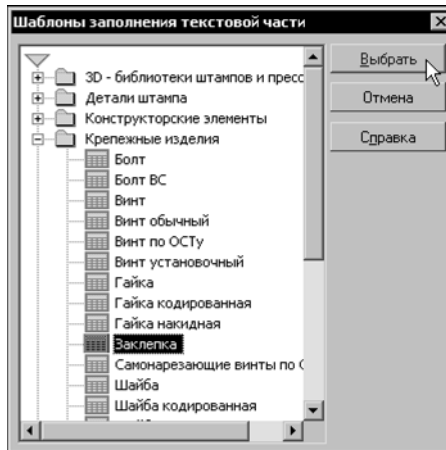 Шаблоны заполнения текстовой части
Выбрать
Отмена
Справка
3D - библиотеки штампов и пресс
Детали штампа
Конструкторские элементы
Крепежные изделия
Болт
Болт ВС
Винт
Винт обычный
Винт по ОСТу
Винт установочный
Гайка
Гайка кодированная
Гайка накидная
Заклепка
Самонарезающие винты по
Шайба
Шайба кодированная